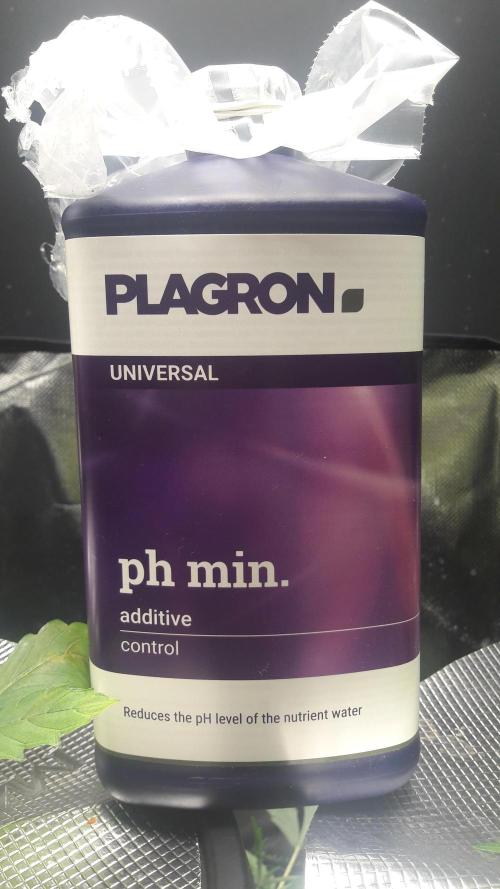 PLAGRON
UNIVERSAL
ph min.
additive
control
Reduces the pH level of the nutrient water